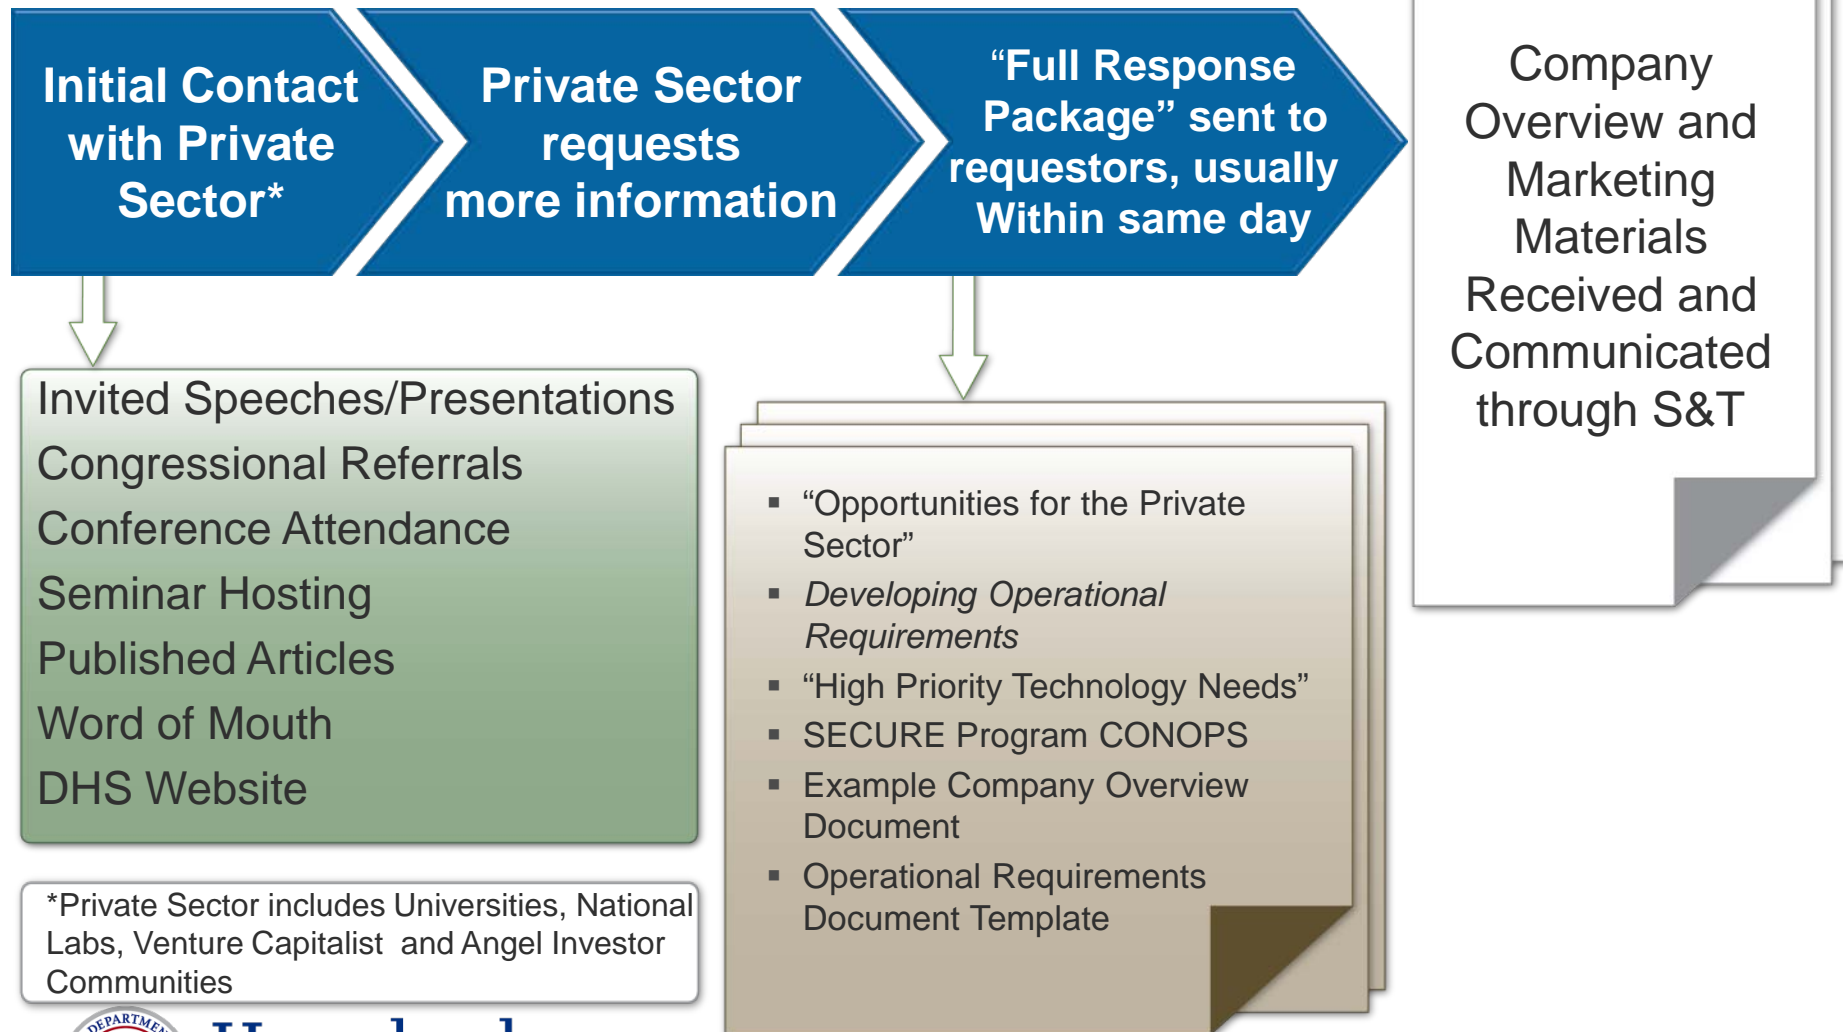 Initial Contact
with Private
Sector*
Private Sector
requests
more information
“Full Response
Package” sent to
requestors, usually
Within same day
Company
Overview and
Marketing
Materials
Received and
Communicated
through S&T
Invited Speeches/Presentations
Congressional Referrals
Conference Attendance
Seminar Hosting
Published Articles
Word of Mouth
DHS Website
▪ “Opportunities for the Private
Sector”
▪ Developing Operational
Requirements
▪ “High Priority Technology Needs”
▪ SECURE Program CONOPS
▪ Example Company Overview
Document
▪ Operational Requirements
Document Template
*Private Sector includes Universities, National
Labs, Venture Capitalist and Angel Investor
Communities